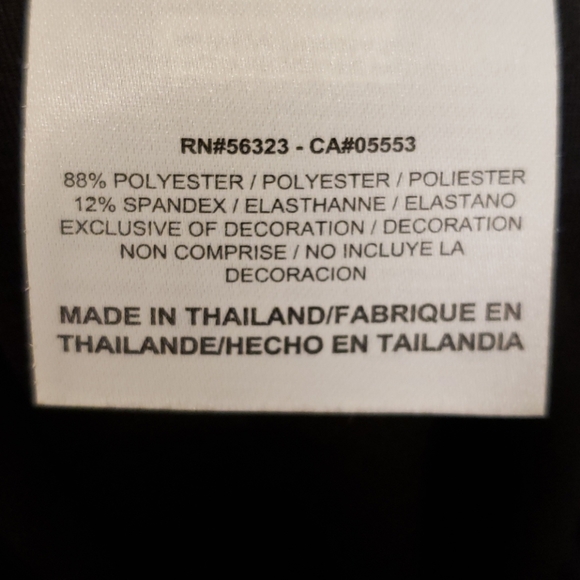 RN#56323 - CA#05553
88% POLYESTER / POLYESTER / POLIESTER
12% SPANDEX / ELASTHANNE / ELASTANO
EXCLUSIVE OF DECORATION / DECORATION
NON COMPRISE / NO INCLUYE LA
DECORACION
MADE IN THAILAND/FABRIQUE EN
THAILANDE/HECHO EN TAILANDIA